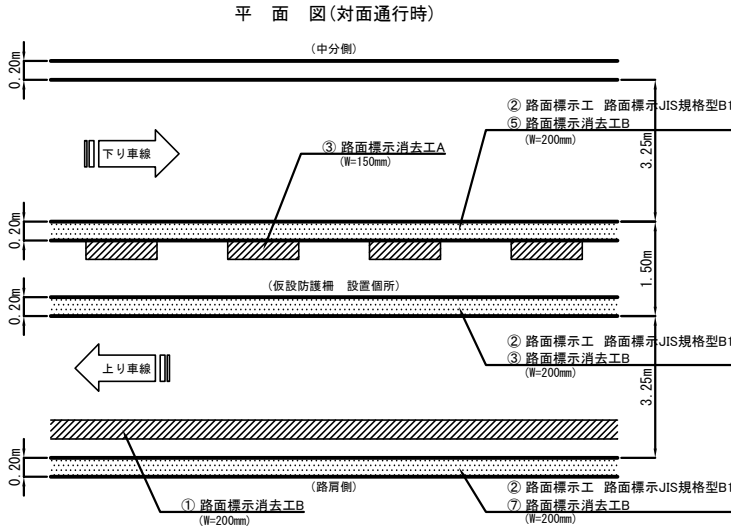 平 面 図(対面通行時)
(中分側)
0.20m
② 路面標示工 路面標示JIS規格型B1
⑤ 路面標示消去工B
(W=200mm)
3.25m
下り車線
③ 路面標示消去工A
(W=150mm)
0.20m
1.50m
(仮設防護柵 設置個所)
0.20m
② 路面標示工 路面標示JIS規格型B1
③ 路面標示消去工B
(W=200mm)
上り車線
3.25m
0.20m
(路肩側)
② 路面標示工 路面標示JIS規格型B1
⑦ 路面標示消去工B
(W=200mm)
① 路面標示消去工B
(W=200mm)